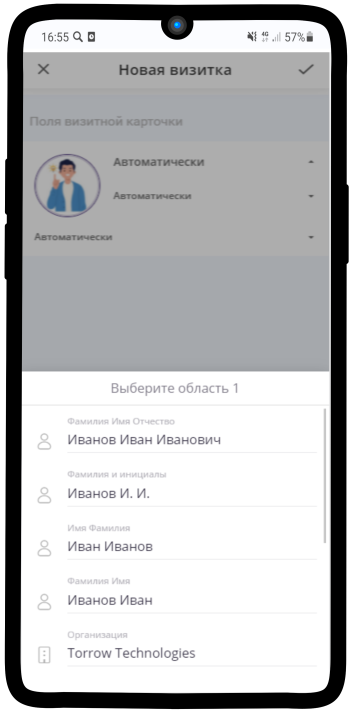 16:55 57%
Новая визитка
Поля визитной карточки
Автоматически
Автоматически
Автоматически
Выберите область 1
Фамилия Имя Отчество
Иванов Иван Иванович
Фамилия и инициалы
Иванов И. И.
Имя Фамилия
Иван Иванов
Фамилия Имя
Иванов Иван
Организация
Torrow Technologies